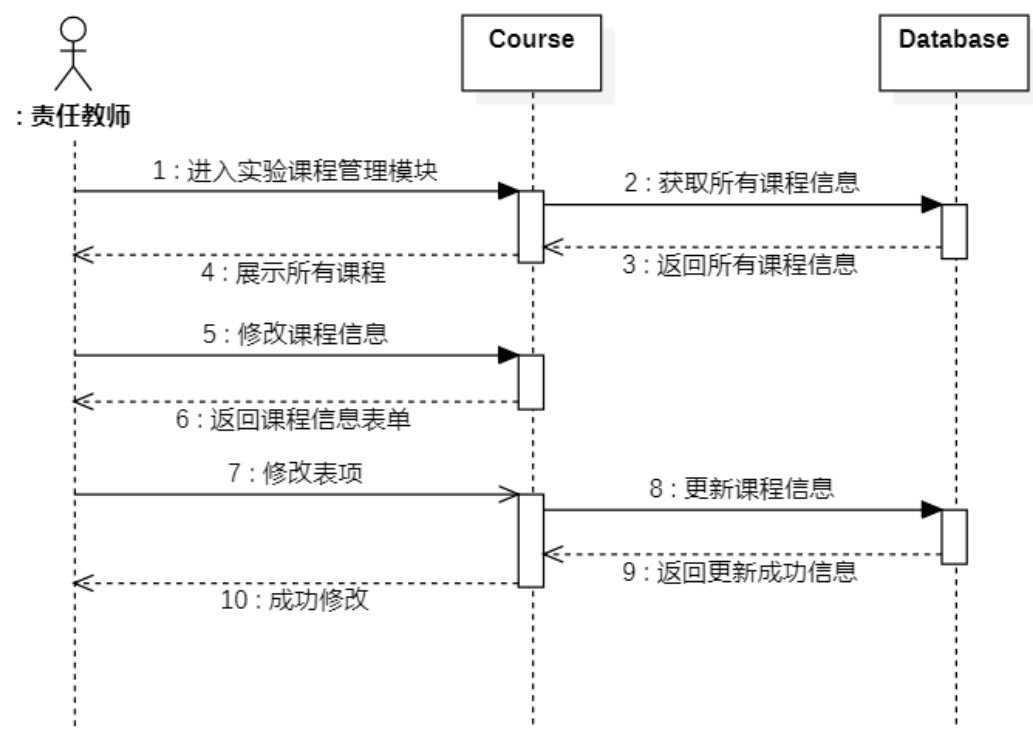 Course
Database
: 责任教师
1 : 进入实验课程管理模块
2 : 获取所有课程信息
3 : 返回所有课程信息
4 : 展示所有课程
5 : 修改课程信息
6 : 返回课程信息表单
7 : 修改表项
8 : 更新课程信息
9 : 返回更新成功信息
10 : 成功修改